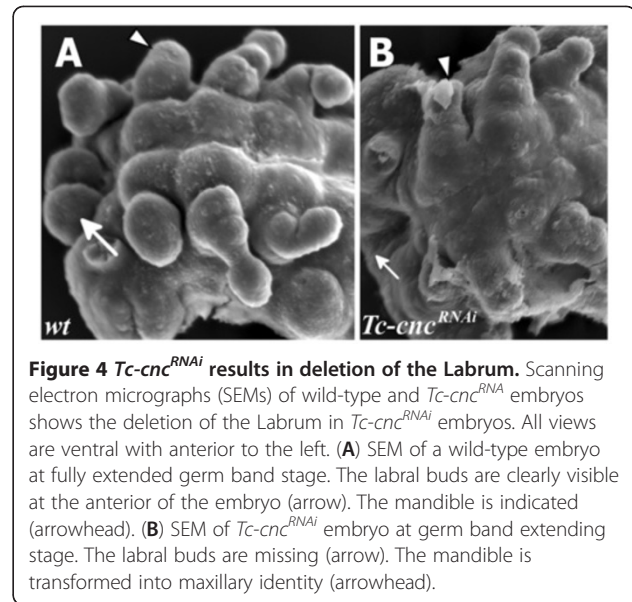 A
B
wt
Tc-cnc^RNAi
Figure 4 Tc-cnc^RNAi results in deletion of the Labrum. Scanning
electron micrographs (SEMs) of wild-type and Tc-cnc^RNA embryos
shows the deletion of the Labrum in Tc-cnc^RNAi embryos. All views
are ventral with anterior to the left. (A) SEM of a wild-type embryo
at fully extended germ band stage. The labral buds are clearly visible
at the anterior of the embryo (arrow). The mandible is indicated
(arrowhead). (B) SEM of Tc-cnc^RNAi embryo at germ band extending
stage. The labral buds are missing (arrow). The mandible is
transformed into maxillary identity (arrowhead).